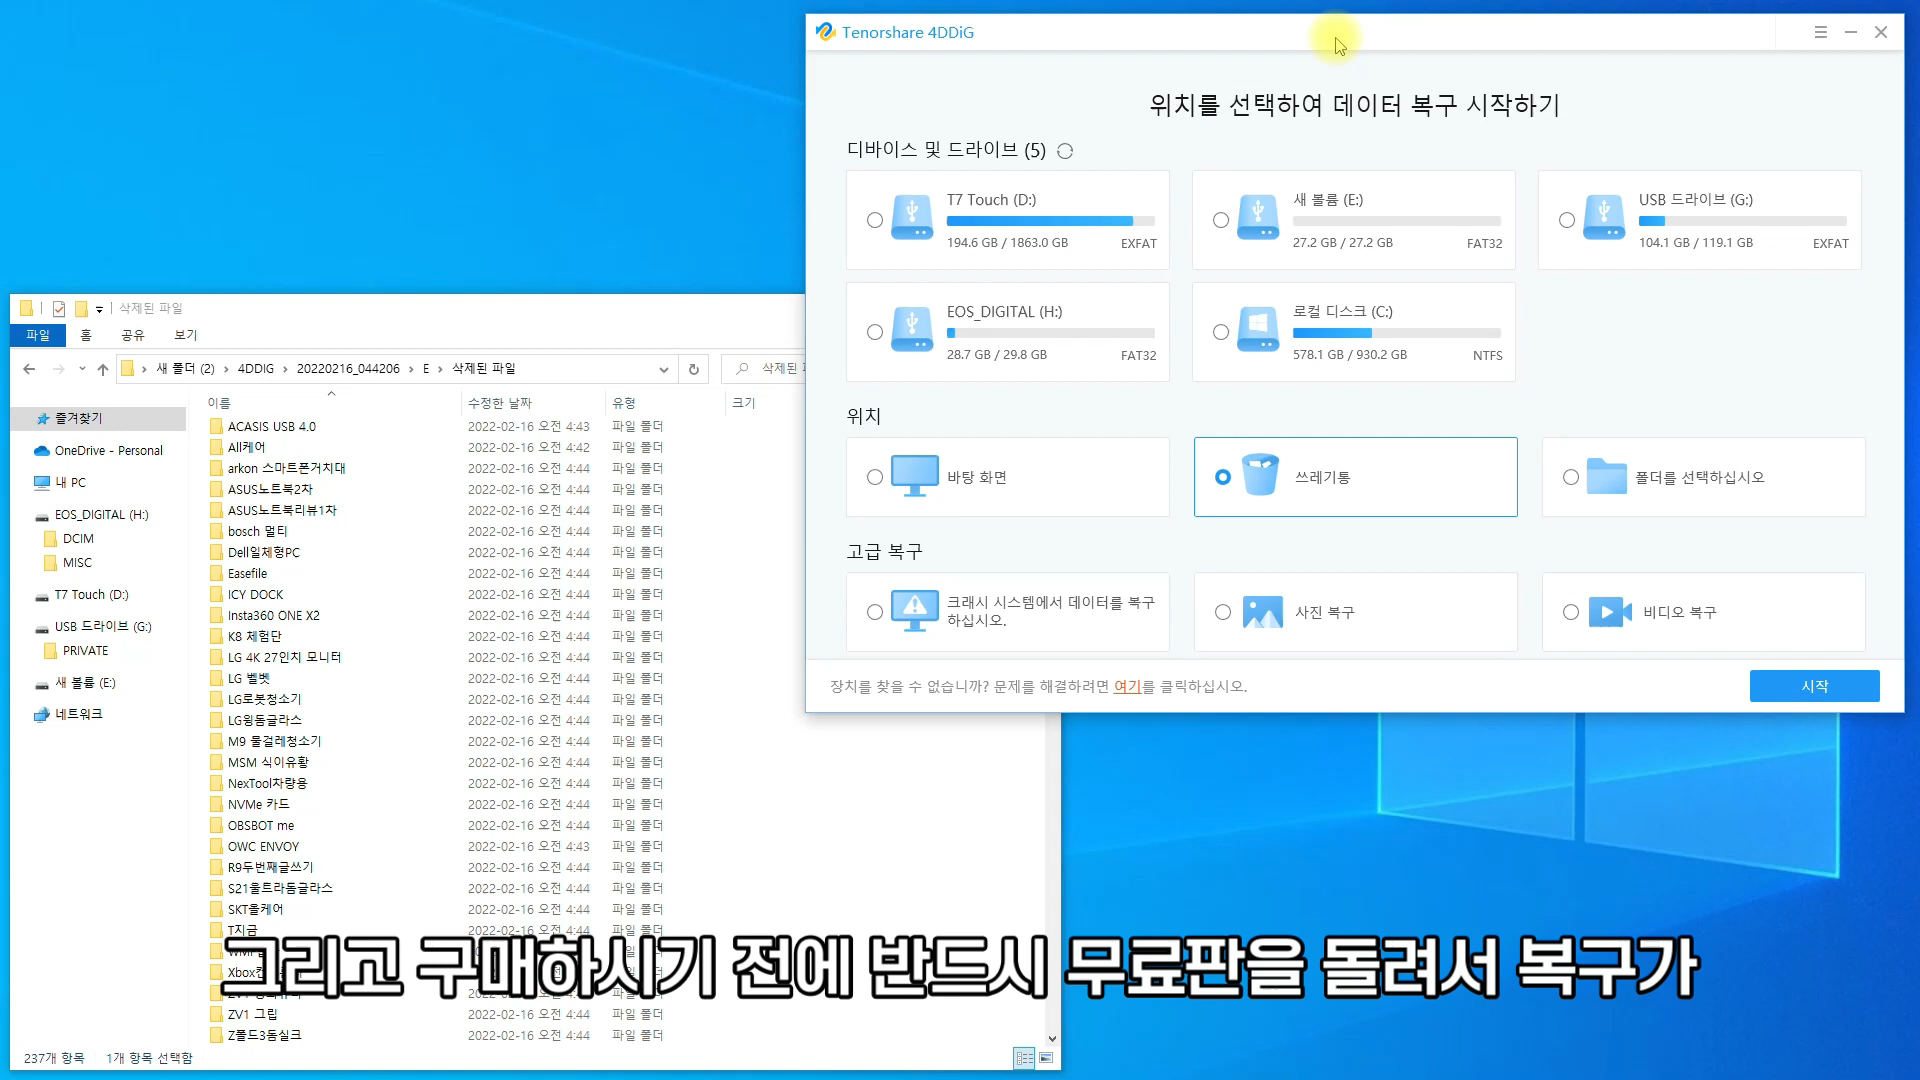 Tenorshare 4DDiG
위치를 선택하여 데이터 복구 시작하기
디바이스 및 드라이브 (5)
T7 Touch (D:)
194.6 GB / 1863.0 GB EXFAT
새 볼륨 (E:)
27.2 GB / 27.2 GB FAT32
USB 드라이브 (G:)
104.1 GB / 119.1 GB EXFAT
EOS_DIGITAL (H:)
28.7 GB / 29.8 GB FAT32
로컬 디스크 (C:)
578.1 GB / 930.2 GB NTFS
위치
바탕 화면
쓰레기통
폴더를 선택하십시오
고급 복구
크래시 시스템에서 데이터를 복구
하십시오.
사진 복구
비디오 복구
장치를 찾을 수 없습니까? 문제를 해결하려면 여기를 클릭하십시오.
시작
삭제된 파일
파일 홈 공유 보기
새 폴더 (2) › 4DDIG › 20220216_044206 › E › 삭제된 파일
삭제된
즐겨찾기
OneDrive - Personal
내 PC
EOS_DIGITAL (H:)
DCIM
MISC
T7 Touch (D:)
USB 드라이브 (G:)
PRIVATE
새 볼륨 (E:)
네트워크
이름 수정한 날짜 유형 크기
ACASIS USB 4.0 2022-02-16 오전 4:43 파일 폴더
All케어 2022-02-16 오전 4:42 파일 폴더
arkon 스마트폰거치대 2022-02-16 오전 4:44 파일 폴더
ASUS노트북2차 2022-02-16 오전 4:44 파일 폴더
ASUS노트북리뷰1차 2022-02-16 오전 4:44 파일 폴더
bosch 멀티 2022-02-16 오전 4:44 파일 폴더
Dell일체형PC 2022-02-16 오전 4:44 파일 폴더
Easefile 2022-02-16 오전 4:44 파일 폴더
ICY DOCK 2022-02-16 오전 4:44 파일 폴더
Insta360 ONE X2 2022-02-16 오전 4:44 파일 폴더
K8 체험단 2022-02-16 오전 4:44 파일 폴더
LG 4K 27인치 모니터 2022-02-16 오전 4:44 파일 폴더
LG 벨벳 2022-02-16 오전 4:44 파일 폴더
LG로봇청소기 2022-02-16 오전 4:44 파일 폴더
LG윙돔글라스 2022-02-16 오전 4:44 파일 폴더
M9 물걸레청소기 2022-02-16 오전 4:44 파일 폴더
MSM 식이유황 2022-02-16 오전 4:44 파일 폴더
NexTool차량용 2022-02-16 오전 4:44 파일 폴더
NVMe 카드 2022-02-16 오전 4:44 파일 폴더
OBSBOT me 2022-02-16 오전 4:44 파일 폴더
OWC ENVOY 2022-02-16 오전 4:43 파일 폴더
R9두번째글쓰기 2022-02-16 오전 4:44 파일 폴더
S21울트라돔글라스 2022-02-16 오전 4:44 파일 폴더
SKT올케어 2022-02-16 오전 4:44 파일 폴더
T지금 2022-02-16 오전 4:44 파일 폴더
ZV1 그립 2022-02-16 오전 4:44 파일 폴더
Z폴드3돔실크 2022-02-16 오전 4:44 파일 폴더
237개 항목 1개 항목 선택함
그리고 구매하시기 전에 반드시 무료판을 돌려서 복구가